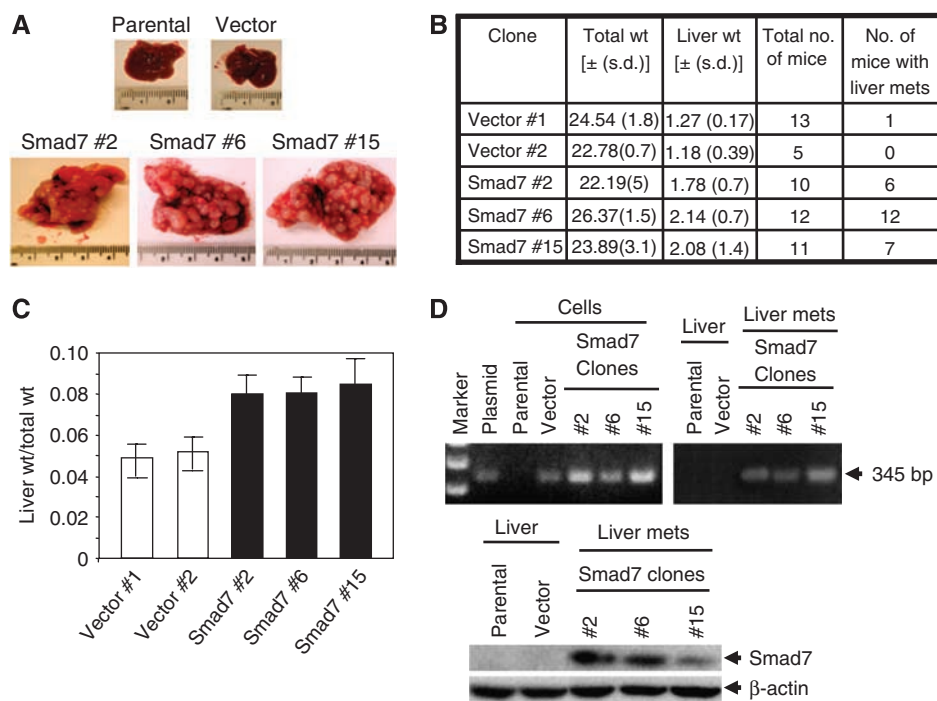 A
Parental Vector
Smad7 #2 Smad7 #6 Smad7 #15
B
Clone Total wt [± (s.d.)] Liver wt [± (s.d.)] Total no. of mice No. of mice with liver mets
Vector #1 24.54 (1.8) 1.27 (0.17) 13 1
Vector #2 22.78(0.7) 1.18 (0.39) 5 0
Smad7 #2 22.19(5) 1.78 (0.7) 10 6
Smad7 #6 26.37(1.5) 2.14 (0.7) 12 12
Smad7 #15 23.89(3.1) 2.08 (1.4) 11 7
C
Liver wt/total wt
0.10
0.08
0.06
0.04
0.02
0
Vector #1
Vector #2
Smad7 #2
Smad7 #6
Smad7 #15
D
Cells
Smad7
Clones
Marker
Plasmid
Parental
Vector
#2
#6
#15
Liver
Liver mets
Smad7
Clones
Parental
Vector
#2
#6
#15
345 bp
Liver
Liver mets
Smad7 clones
Parental
Vector
#2
#6
#15
Smad7
β-actin